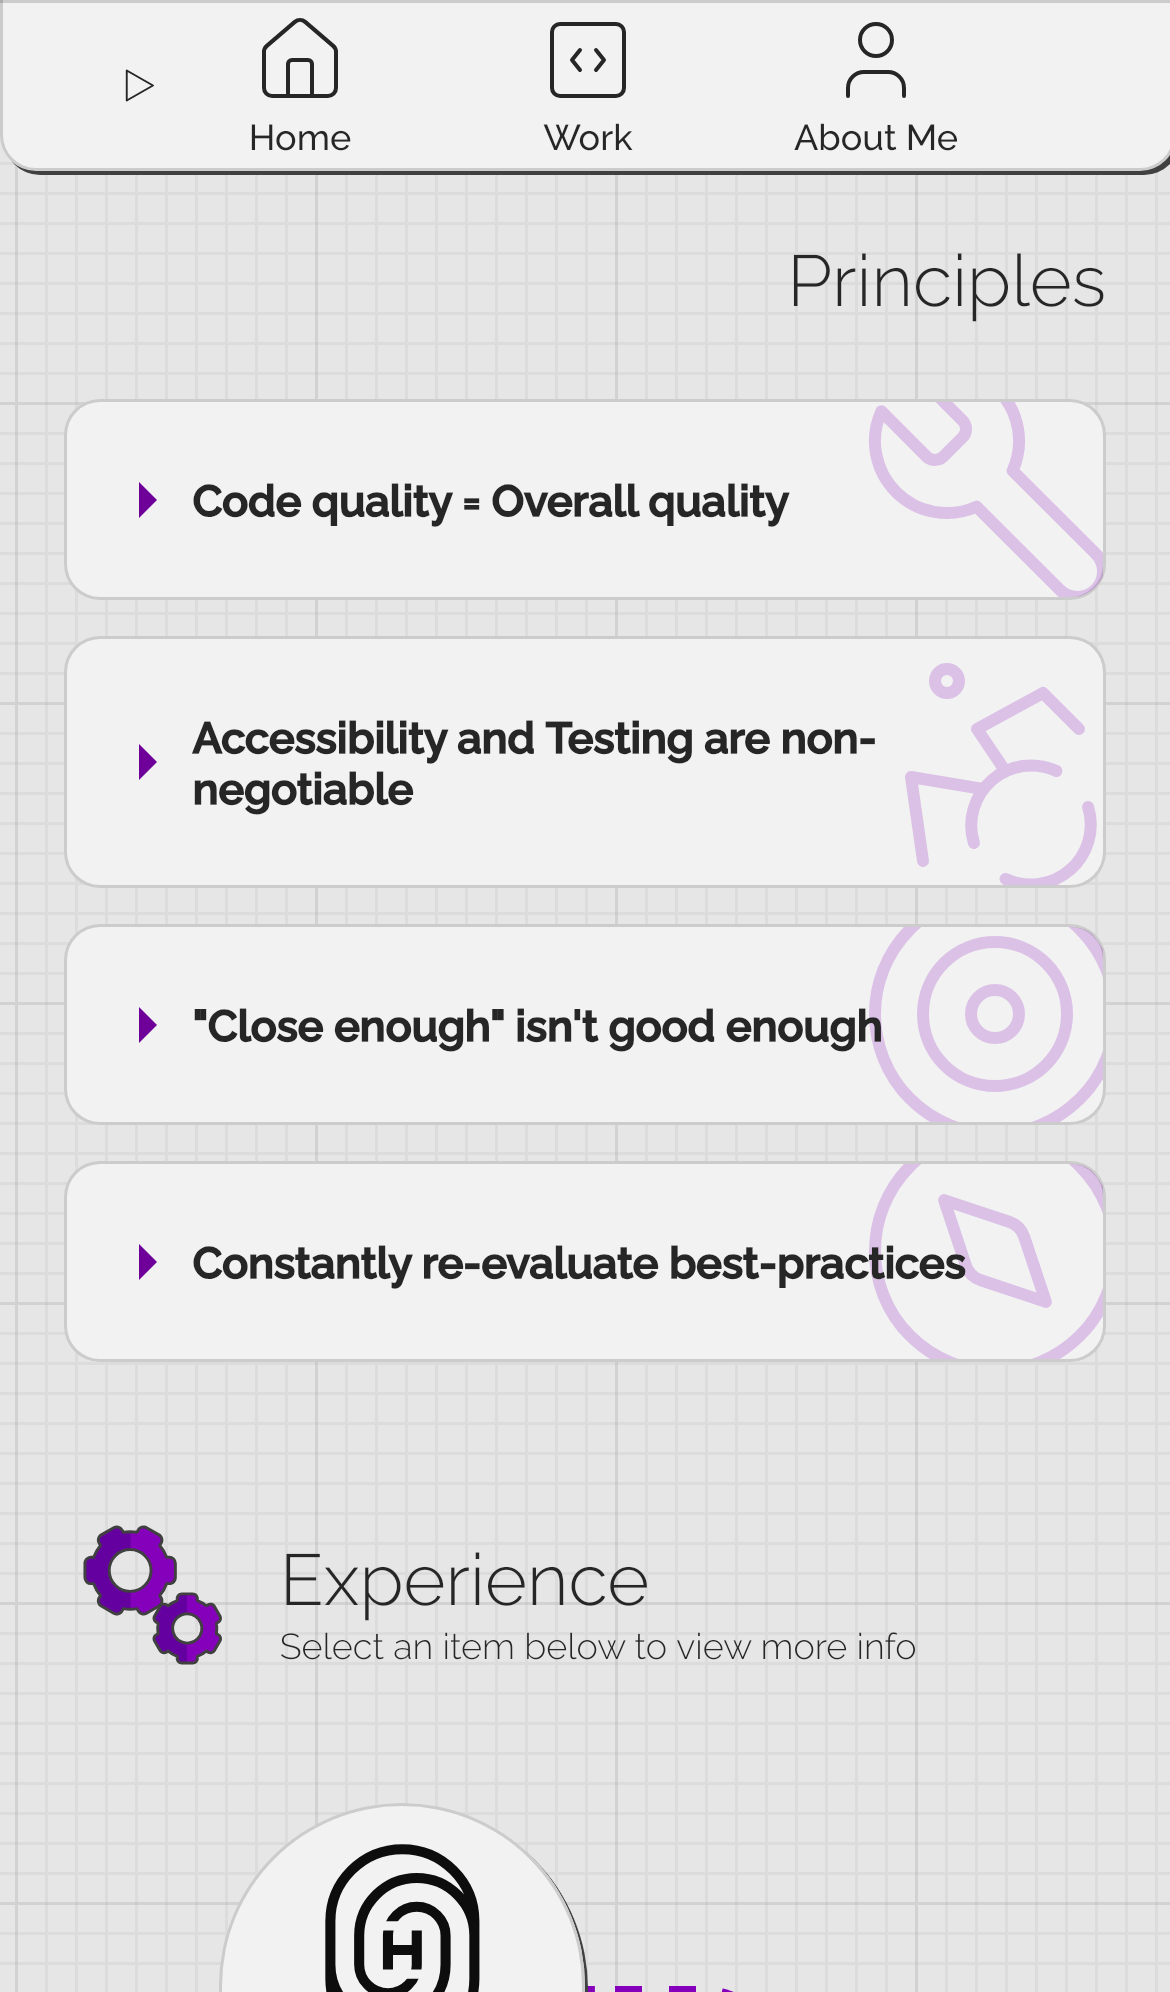 Home
Work
About Me
Principles
Code quality = Overall quality
Accessibility and Testing are non-
negotiable
"Close enough" isn't good enough
Constantly re-evaluate best-practices
Experience
Select an item below to view more info
H